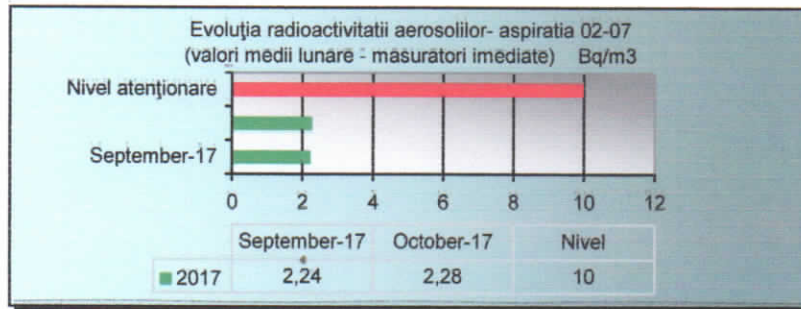 Evoluţia radioactivitatii aerosolilor- aspiratia 02-07
(valori medii lunare - masurători imediate) Bq/m3
Nivel atenţionare
September-17
0 2 4 6 8 10 12
September-17 October-17 Nivel
2017 2,24 2,28 10